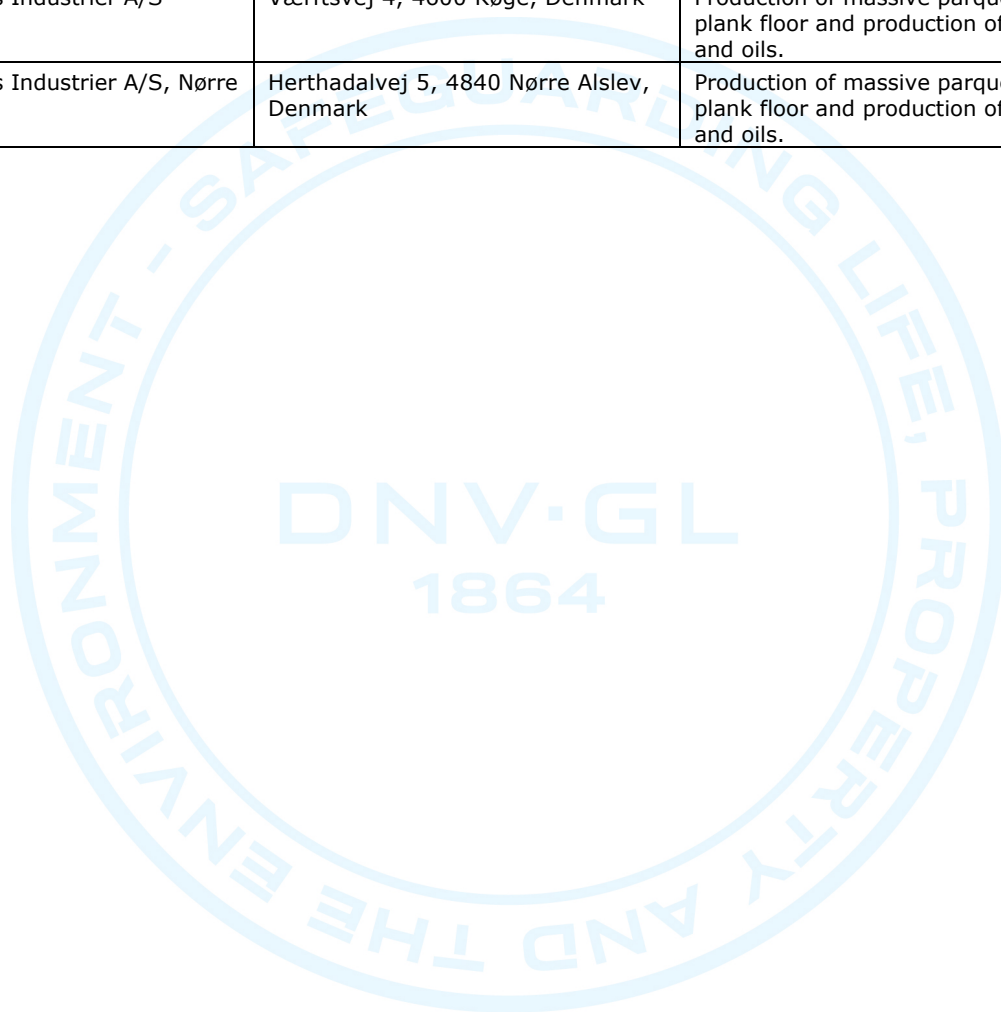 s Industrier A/S Værftsvej 4, 4600 Køge, Denmark Production of massive parqu
plank floor and production of
and oils.
s Industrier A/S, Nørre Herthadalvej 5, 4840 Nørre Alslev, Production of massive parqu
Denmark plank floor and production of
and oils.
SAFEGUARDING LIFE, PROPERTY AND THE ENVIRONMENT -
DNV·GL
1864